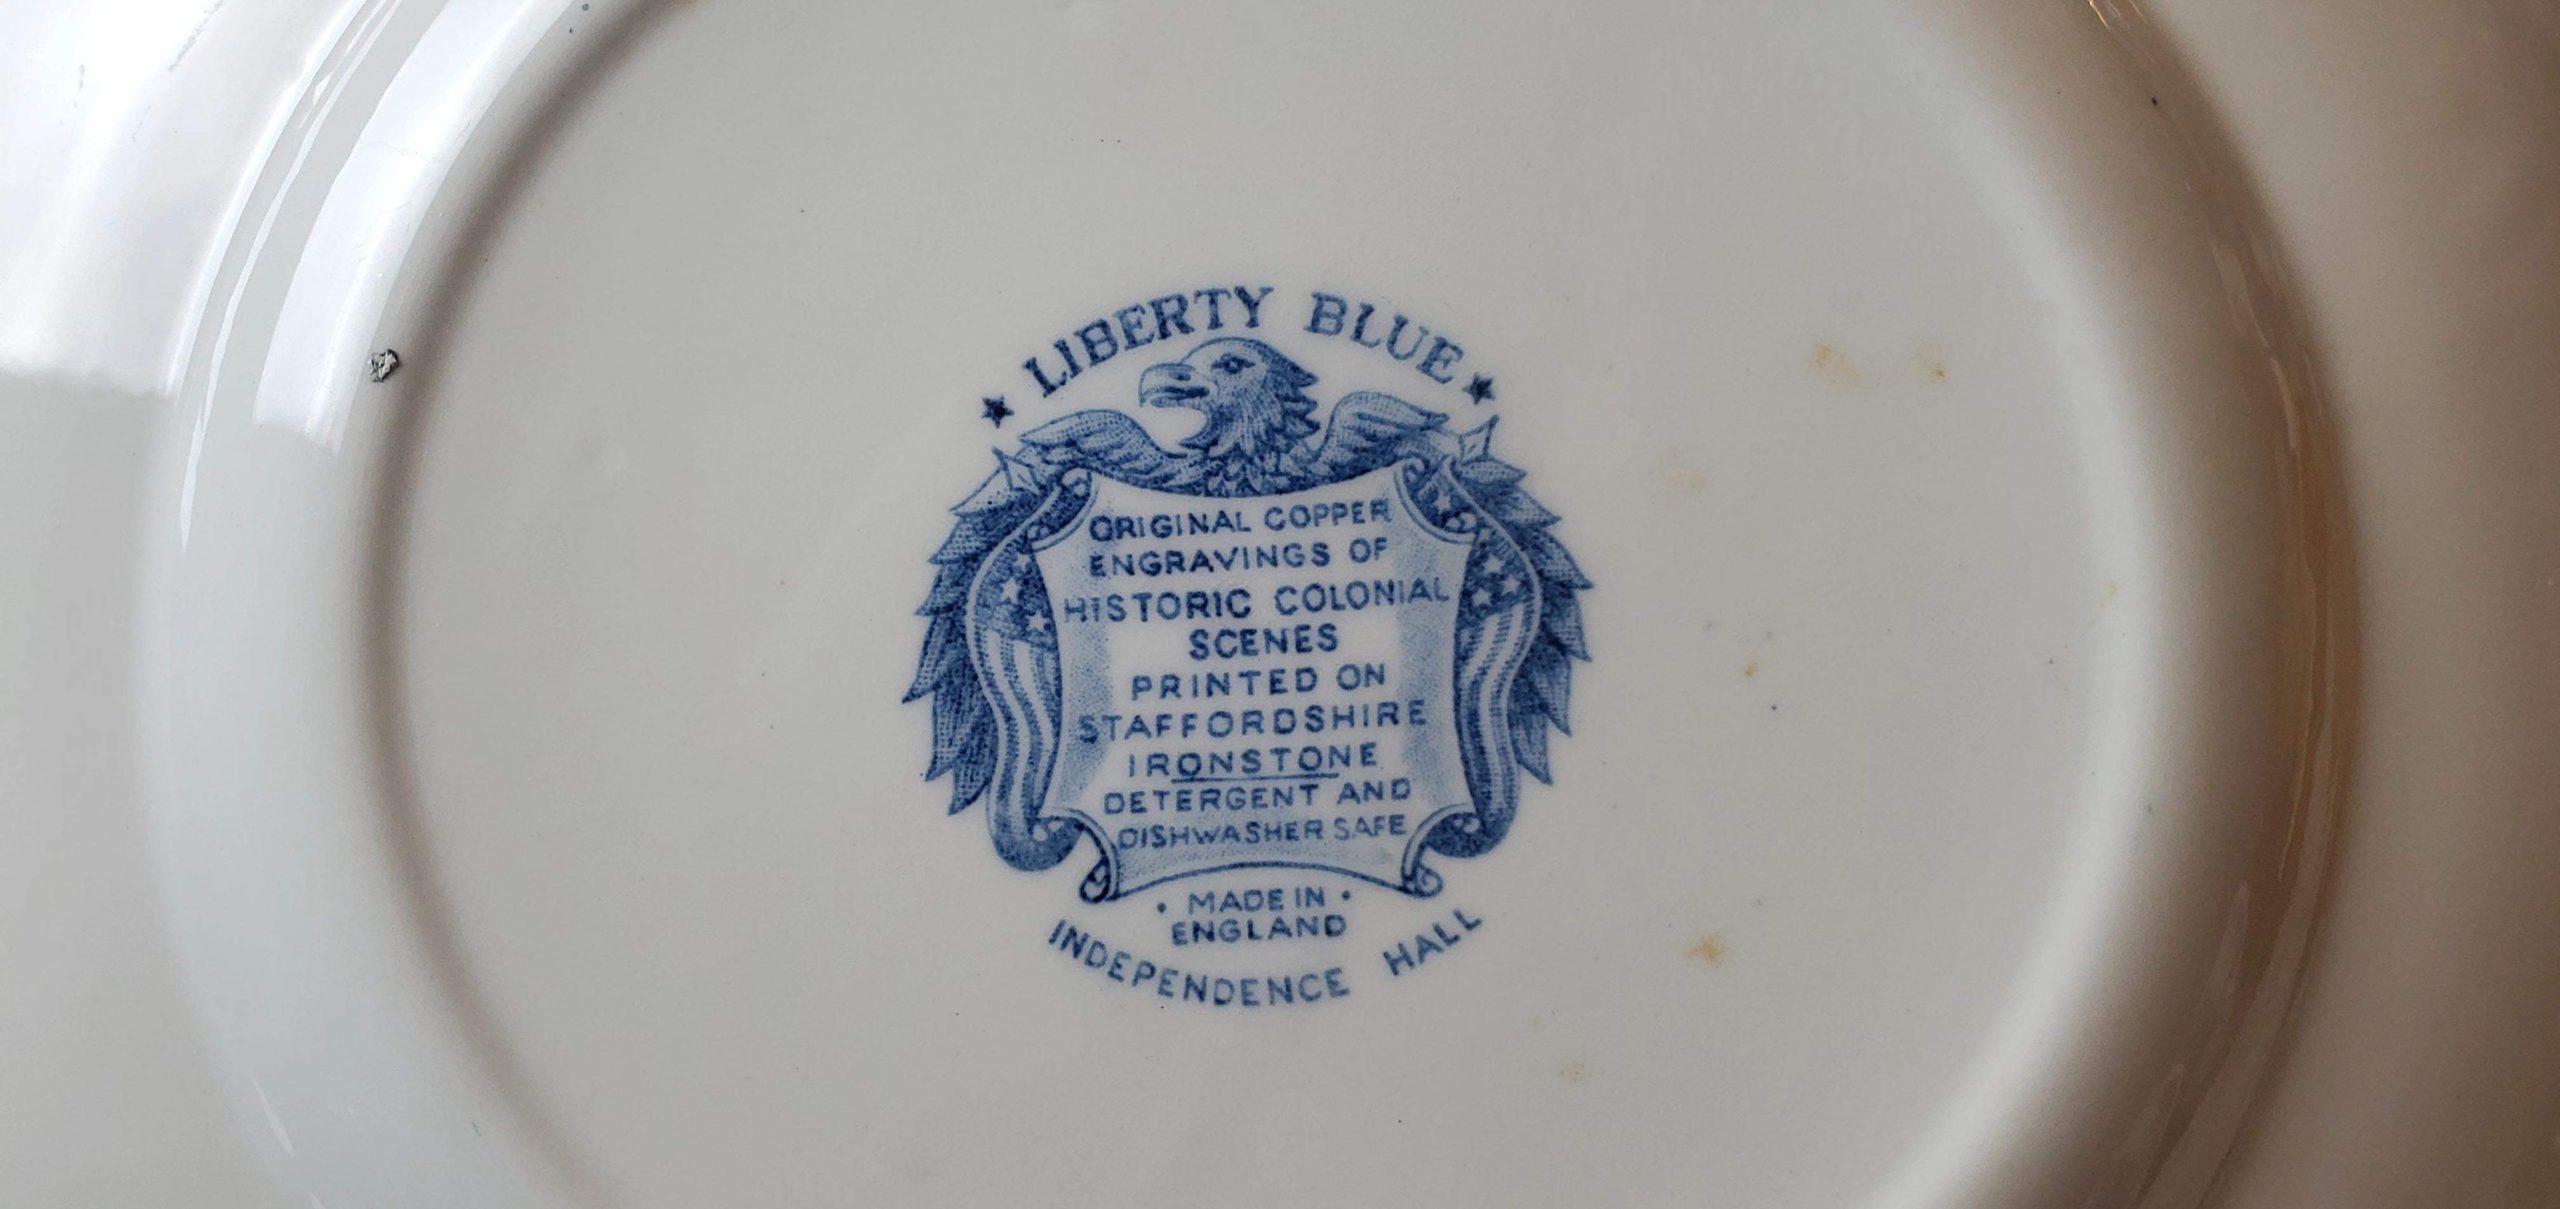 ★ LIBERTY BLUE ★
ORIGINAL COPPER
ENGRAVINGS OF
HISTORIC COLONIAL
SCENES
PRINTED ON
STAFFORDSHIRE
IRONSTONE
DETERGENT AND
DISHWASHER SAFE
· MADE IN ·
ENGLAND
INDEPENDENCE HALL